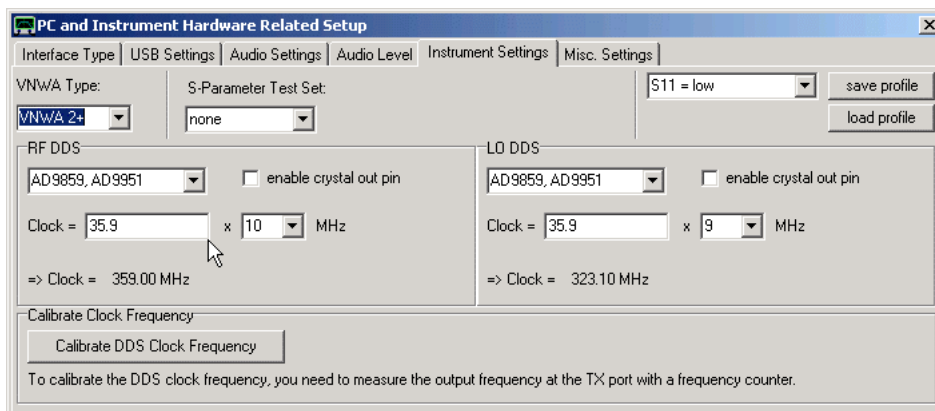 PC and Instrument Hardware Related Setup
Interface Type USB Settings Audio Settings Audio Level Instrument Settings Misc. Settings
VNWA Type: S-Parameter Test Set: S11 = low save profile
VNWA 2+ none load profile
RF DDS LO DDS
AD9859, AD9951 enable crystal out pin AD9859, AD9951 enable crystal out pin
Clock = 35.9 x 10 MHz Clock = 35.9 x 9 MHz
=> Clock = 359.00 MHz => Clock = 323.10 MHz
Calibrate Clock Frequency
Calibrate DDS Clock Frequency
To calibrate the DDS clock frequency, you need to measure the output frequency at the TX port with a frequency counter.